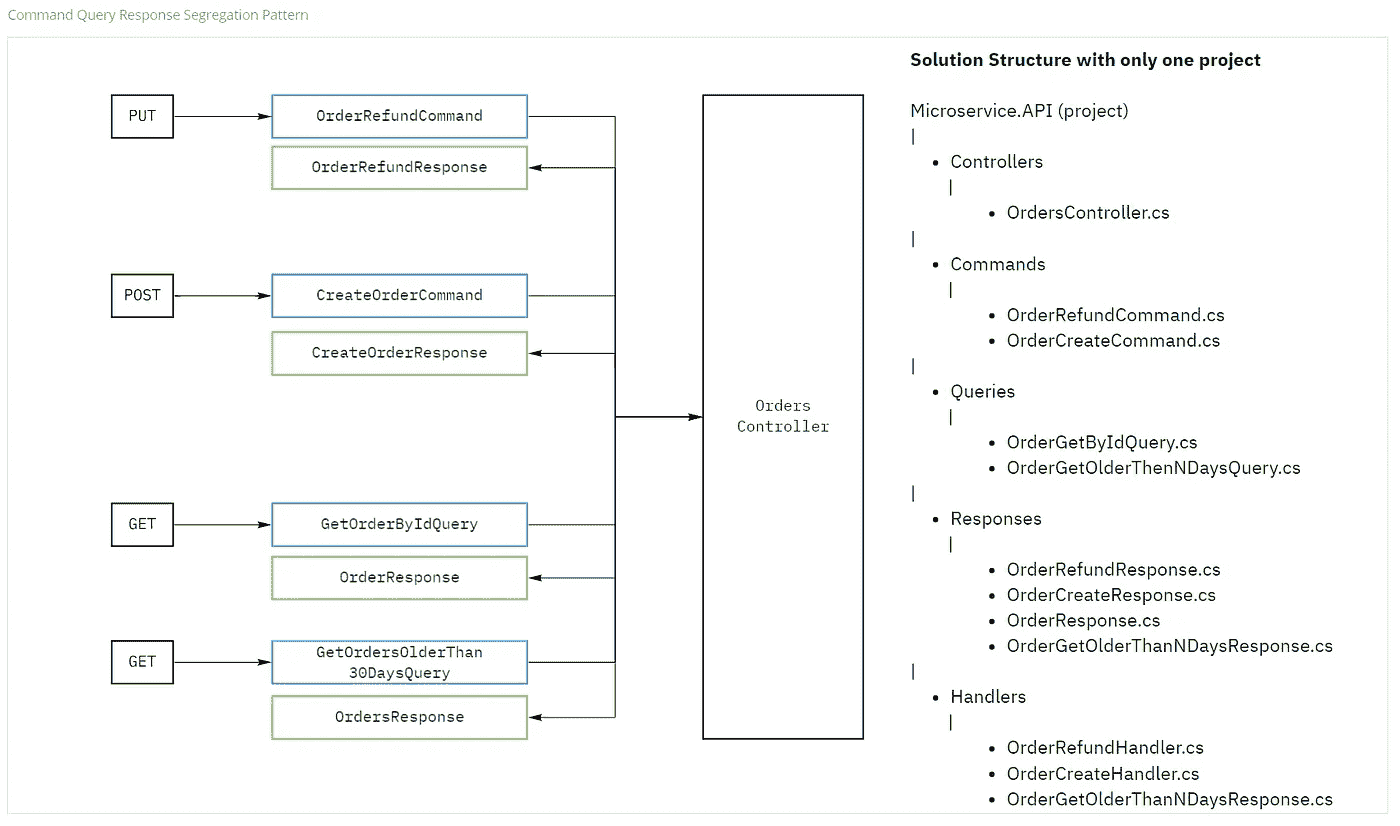 Command Query Response Segregation Pattern
PUT
OrderRefundCommand
OrderRefundResponse
POST
CreateOrderCommand
CreateOrderResponse
GET
GetOrderByIdQuery
OrderResponse
GET
GetOrdersOlderThan
30DaysQuery
OrdersResponse
Orders
Controller
Solution Structure with only one project
Microservice.API (project)
|
• Controllers
|
• OrdersController.cs
|
• Commands
|
• OrderRefundCommand.cs
• OrderCreateCommand.cs
|
• Queries
|
• OrderGetByIdQuery.cs
• OrderGetOlderThenNDaysQuery.cs
|
• Responses
|
• OrderRefundResponse.cs
• OrderCreateResponse.cs
• OrderResponse.cs
• OrderGetOlderThanNDaysResponse.cs
|
• Handlers
|
• OrderRefundHandler.cs
• OrderCreateHandler.cs
• OrderGetOlderThanNDaysResponse.cs